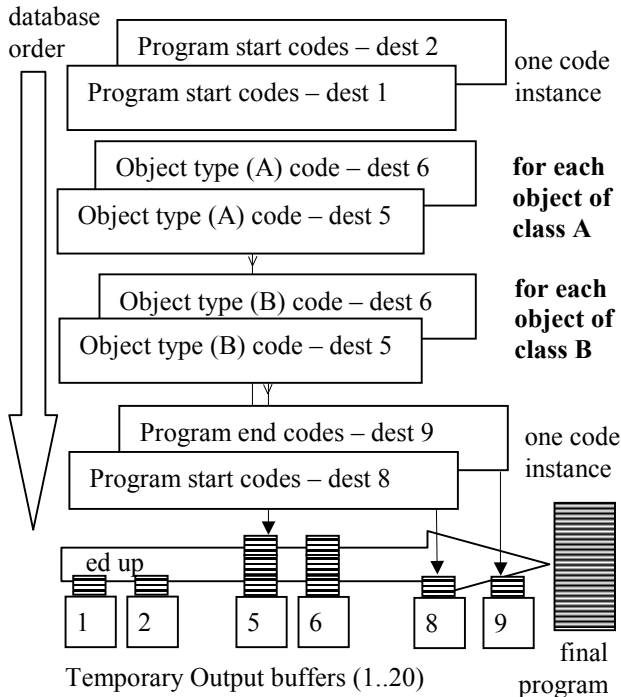 database
order
Program start codes – dest 2
Program start codes – dest 1
one code
instance
Object type (A) code – dest 6
Object type (A) code – dest 5
for each
object of
class A
Object type (B) code – dest 6
Object type (B) code – dest 5
for each
object of
class B
Program end codes – dest 9
Program start codes – dest 8
one code
instance
ed up
1
2
5
6
8
9
Temporary Output buffers (1..20)
final
program